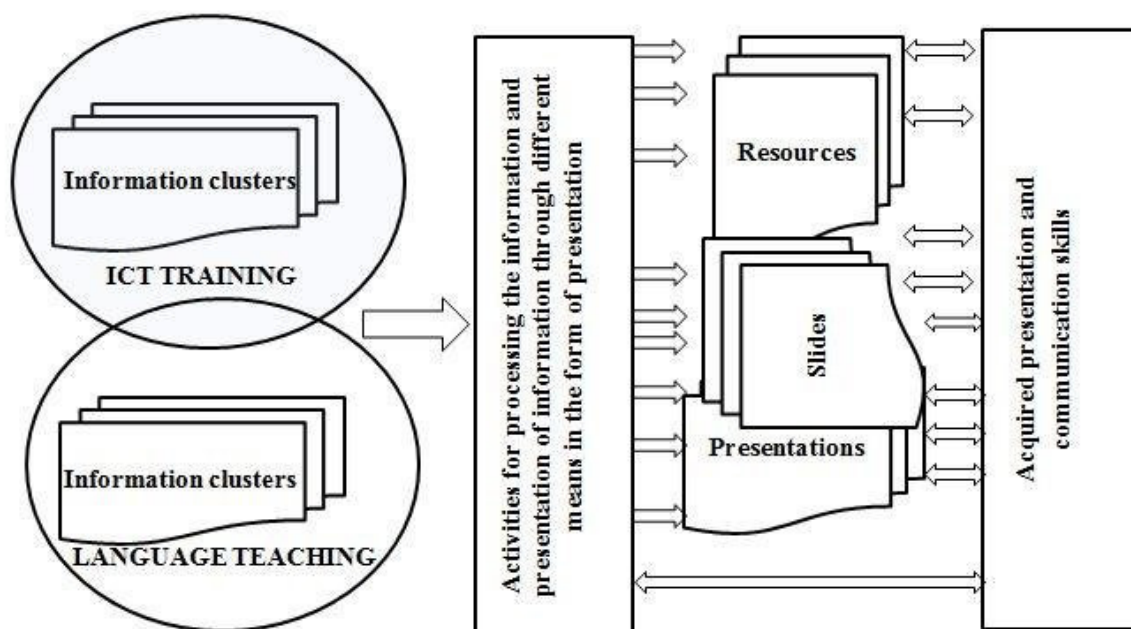 Information clusters
ICT TRAINING
Information clusters
LANGUAGE TEACHING
Activities for processing the information and
presentation of information through different
means in the form of presentation
Resources
Slides
Presentations
Acquired presentation and
communication skills